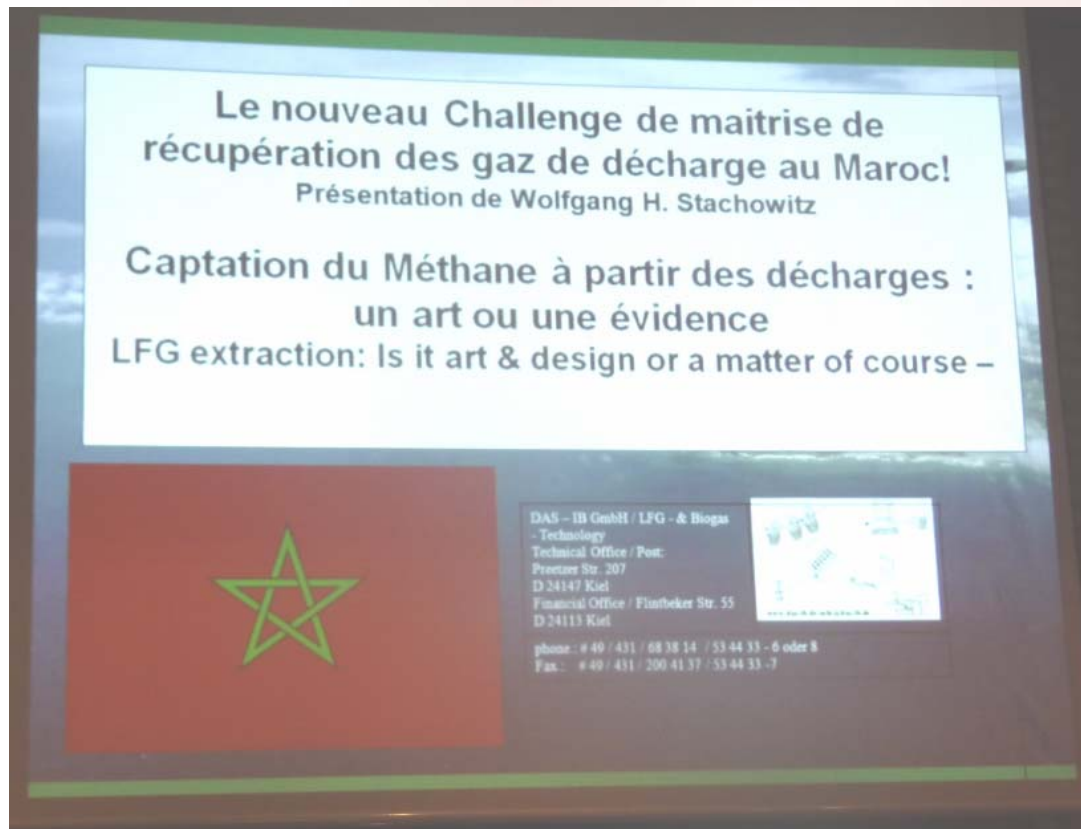 Le nouveau Challenge de maitrise de
récupération des gaz de décharge au Maroc!
Présentation de Wolfgang H. Stachowitz
Captation du Méthane à partir des décharges :
un art ou une évidence
LFG extraction: Is it art & design or a matter of course –
DAS – IB GmbH / LFG - & Biogas
- Technology
Technical Office / Post:
Preetzer Str. 207
D 24147 Kiel
Financial Office / Flintbeker Str. 55
D 24113 Kiel
phone : # 49 / 431 / 68 38 14 / 53 44 33 - 6 oder 8
Fax : # 49 / 431 / 200 41 37 / 53 44 33 -7